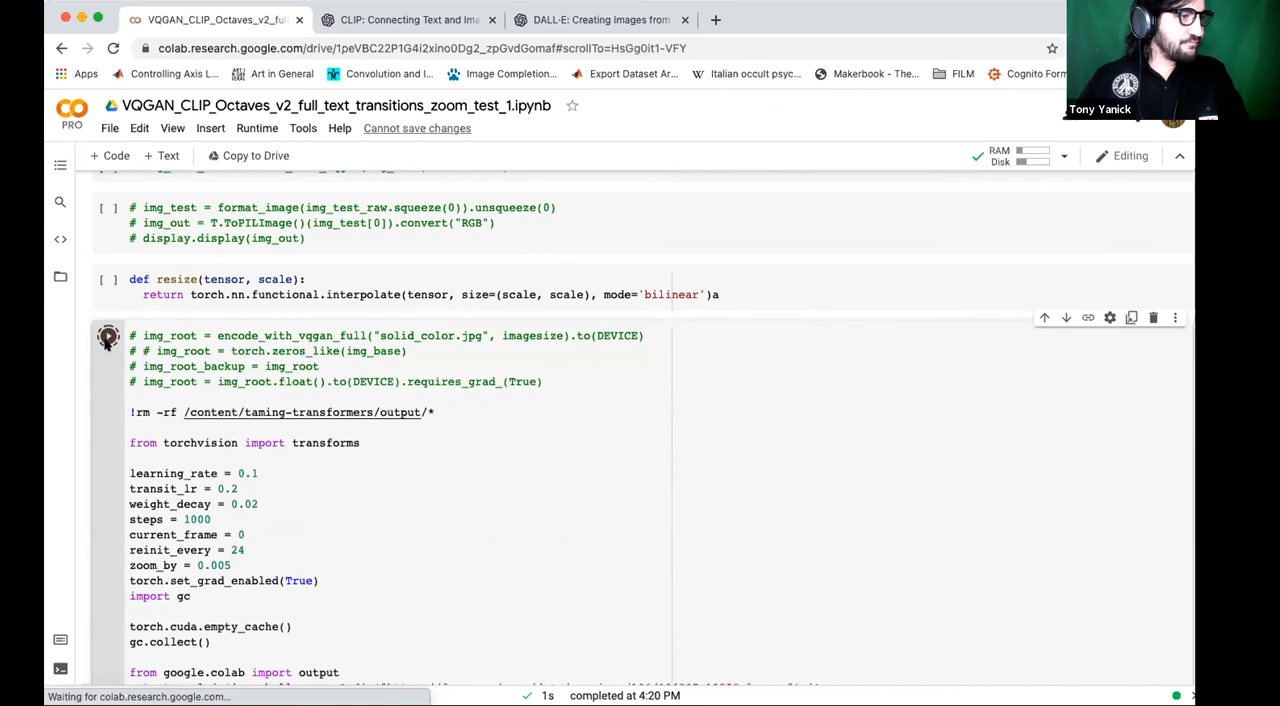 VQGAN_CLIP_Octaves_v2_full
CLIP: Connecting Text and Ima
DALL·E: Creating Images from
colab.research.google.com/drive/1peVBC22P1G4i2xino0Dg2_zpGvdGomaf#scrollTo=HsGg0it1-VFY
Apps
Controlling Axis L...
Art in General
Convolution and I...
Image Completion...
Export Dataset Ar...
Italian occult psyc...
Makerbook - The...
FILM
Cognito Form
Tony Yanick
PRO
VQGAN_CLIP_Octaves_v2_full_text_transitions_zoom_test_1.ipynb
File Edit View Insert Runtime Tools Help Cannot save changes
+ Code + Text Copy to Drive
RAM
Disk
Editing
[ ] # img_test = format_image(img_test_raw.squeeze(0)).unsqueeze(0)
# img_out = T.ToPILImage()(img_test[0]).convert("RGB")
# display.display(img_out)
[ ] def resize(tensor, scale):
return torch.nn.functional.interpolate(tensor, size=(scale, scale), mode='bilinear')a
# img_root = encode_with_vqgan_full("solid_color.jpg", imagesize).to(DEVICE)
# # img_root = torch.zeros_like(img_base)
# img_root_backup = img_root
# img_root = img_root.float().to(DEVICE).requires_grad_(True)
!rm -rf /content/taming-transformers/output/*
from torchvision import transforms
learning_rate = 0.1
transit_lr = 0.2
weight_decay = 0.02
steps = 1000
current_frame = 0
reinit_every = 24
zoom_by = 0.005
torch.set_grad_enabled(True)
import gc
torch.cuda.empty_cache()
gc.collect()
from google.colab import output
Waiting for colab.research.google.com...
1s completed at 4:20 PM